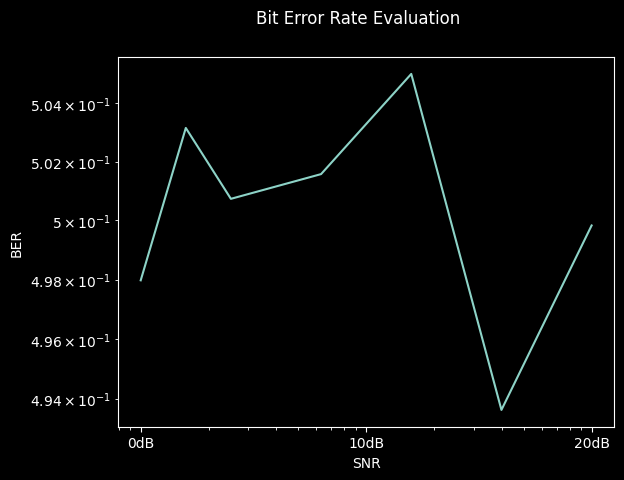 Bit Error Rate Evaluation
5.04 × 10⁻¹
5.02 × 10⁻¹
5 × 10⁻¹
4.98 × 10⁻¹
4.96 × 10⁻¹
4.94 × 10⁻¹
BER
0dB 10dB 20dB
SNR